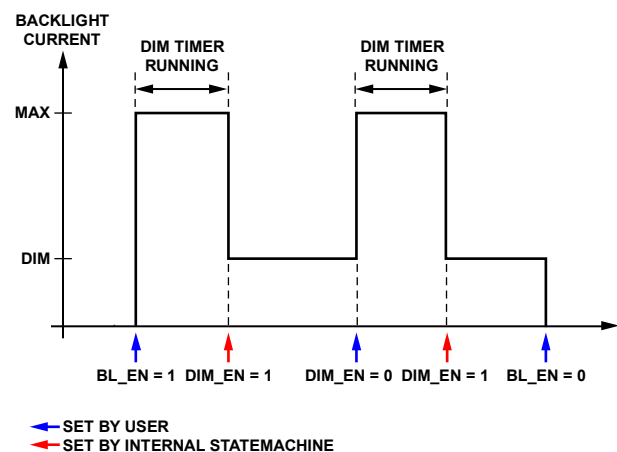 BACKLIGHT
CURRENT
DIM TIMER
RUNNING
DIM TIMER
RUNNING
MAX
DIM
BL_EN = 1
DIM_EN = 1
DIM_EN = 0
DIM_EN = 1
BL_EN = 0
SET BY USER
SET BY INTERNAL STATEMACHINE